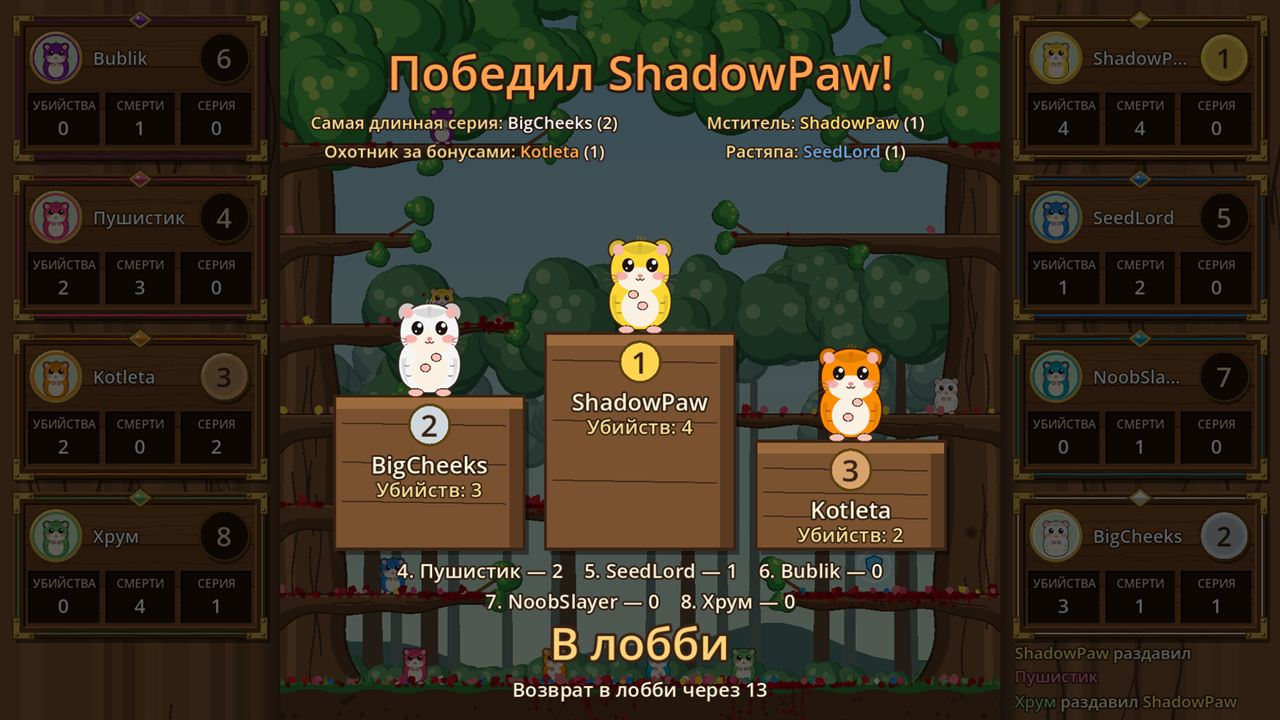 Победил ShadowPaw!
Самая длинная серия: BigCheeks (2)
Мститель: ShadowPaw (1)
Охотник за бонусами: Kotleta (1)
Растяпа: SeedLord (1)
Bublik 6
УБИЙСТВА СМЕРТИ СЕРИЯ
0 1 0
Пушистик 4
УБИЙСТВА СМЕРТИ СЕРИЯ
2 3 0
Kotleta 3
УБИЙСТВА СМЕРТИ СЕРИЯ
2 0 2
Хрум 8
УБИЙСТВА СМЕРТИ СЕРИЯ
0 4 1
2
BigCheeks
Убийств: 3
1
ShadowPaw
Убийств: 4
3
Kotleta
Убийств: 2
4. Пушистик — 2 5. SeedLord — 1 6. Bublik — 0
7. NoobSlayer — 0 8. Хрум — 0
В лобби
Возврат в лобби через 13
ShadowP... 1
УБИЙСТВА СМЕРТИ СЕРИЯ
4 4 0
SeedLord 5
УБИЙСТВА СМЕРТИ СЕРИЯ
1 2 0
NoobSla... 7
УБИЙСТВА СМЕРТИ СЕРИЯ
0 1 0
BigCheeks 2
УБИЙСТВА СМЕРТИ СЕРИЯ
3 1 1
ShadowPaw раздавил
Пушистик
Хрум раздавил ShadowPaw